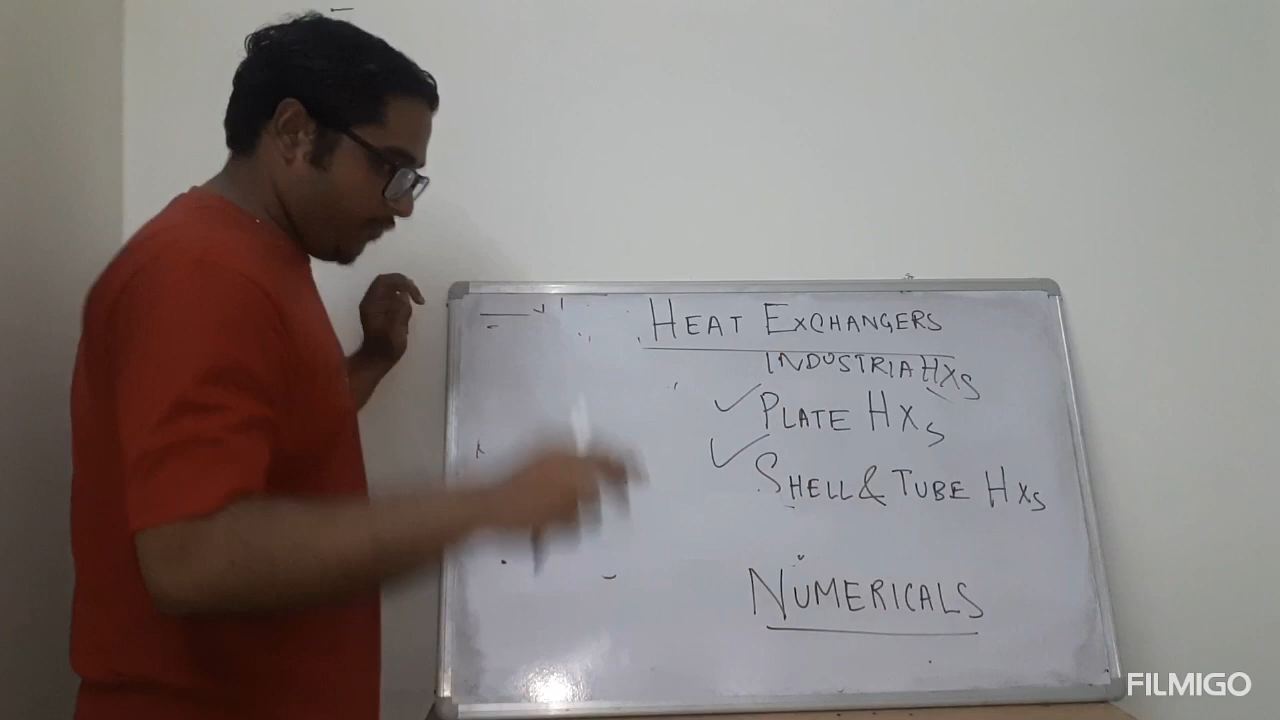 HEAT EXCHANGERS
INDUSTRIA HXS
PLATE HXS
SHELL & TUBE HXS
NUMERICALS
FILMIGO